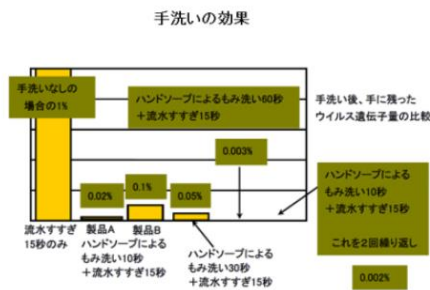 手洗いの効果
手洗いなしの
場合の1%
ハンドソープによるもみ洗い60秒
+流水すすぎ15秒
手洗い後、手に残った
ウイルス遺伝子量の比較
0.003%
0.02%
0.1%
0.05%
ハンドソープによる
もみ洗い10秒
+流水すすぎ15秒
これを2回繰り返し
0.002%
流水すすぎ
15秒のみ
製品A
製品B
ハンドソープによる
もみ洗い10秒
+流水すすぎ15秒
ハンドソープによる
もみ洗い30秒
+流水すすぎ15秒